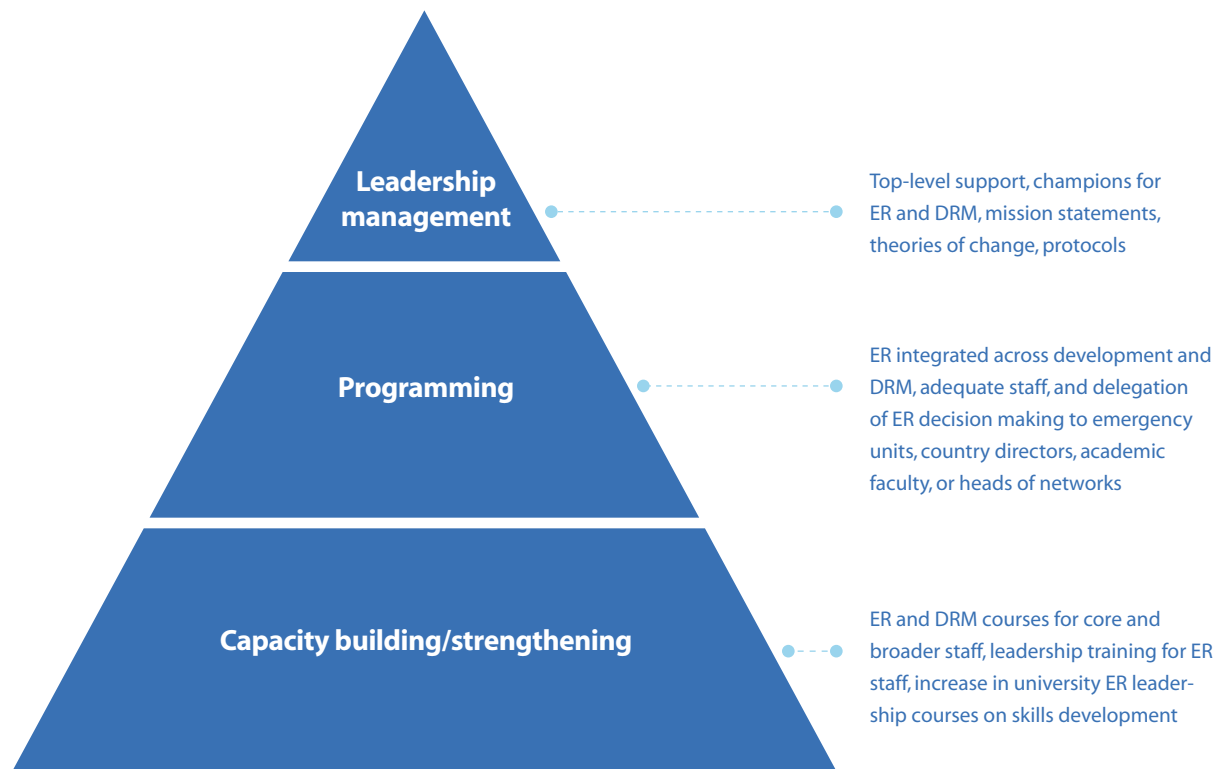 Leadership
management
Top-level support, champions for
ER and DRM, mission statements,
theories of change, protocols
Programming
ER integrated across development and
DRM, adequate staff, and delegation
of ER decision making to emergency
units, country directors, academic
faculty, or heads of networks
Capacity building/strengthening
ER and DRM courses for core and
broader staff, leadership training for ER
staff, increase in university ER leader-
ship courses on skills development